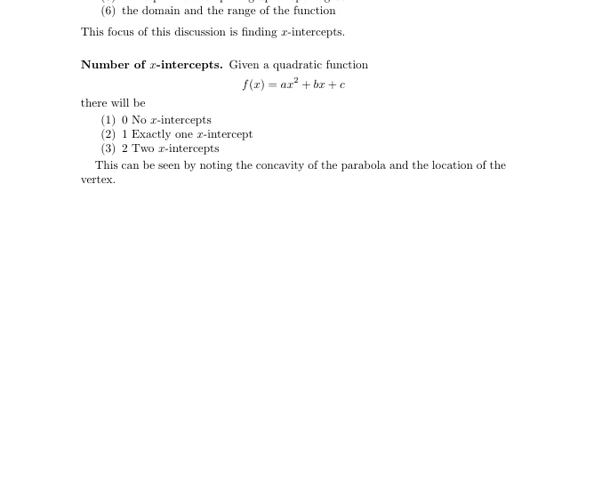 (6) the domain and the range of the function
This focus of this discussion is finding x-intercepts.
Number of x-intercepts. Given a quadratic function
f(x) = ax² + bx + c
there will be
(1) 0 No x-intercepts
(2) 1 Exactly one x-intercept
(3) 2 Two x-intercepts
This can be seen by noting the concavity of the parabola and the location of the
vertex.